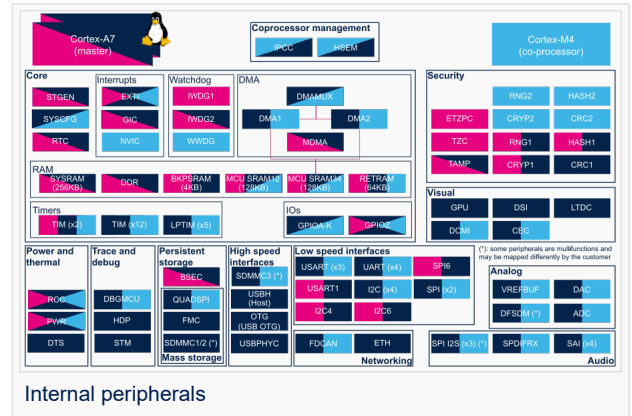 Cortex-A7
(master)
Coprocessor management
IPCC
HSEM
Cortex-M4
(co-processor)
Core
STGEN
SYSCFG
RTC
Interrupts
EXTI
GIC
NVIC
Watchdog
IWDG1
IWDG2
WWDG
DMA
DMAMUX
DMA1
DMA2
MDMA
Security
RNG2
HASH2
ETZPC
CRYP2
CRC2
TZC
RNG1
HASH1
TAMP
CRYP1
CRC1
RAM
SYSRAM
(256KB)
DDR
BKPSRAM
(4KB)
MCU SRAM12
(128KB)
MCU SRAM34
(128KB)
RETRAM
(64KB)
Timers
TIM (x2)
TIM (x12)
LPTIM (x5)
IOs
GPIOA-K
GPIOZ
Visual
GPU
DSI
LTDC
DCMI
CEC
(*): some peripherals are multifunctions and
may be mapped differently by the customer
Power and
thermal
RCC
PWR
DTS
Trace and
debug
DBGMCU
HDP
STM
Persistent
storage
BSEC
QUADSPI
FMC
SDMMC1/2 (*)
Mass storage
High speed
interfaces
SDMMC3 (*)
USBH
(Host)
OTG
(USB OTG)
USBPHYC
Low speed interfaces
USART (x3)
UART (x4)
SPI6
USART1
I2C (x4)
SPI (x2)
I2C4
I2C6
FDCAN
ETH
Networking
Analog
VREFBUF
DAC
DFSDM (*)
ADC
SPI I2S (x3) (*)
SPDIFRX
SAI (x4)
Audio
Internal peripherals